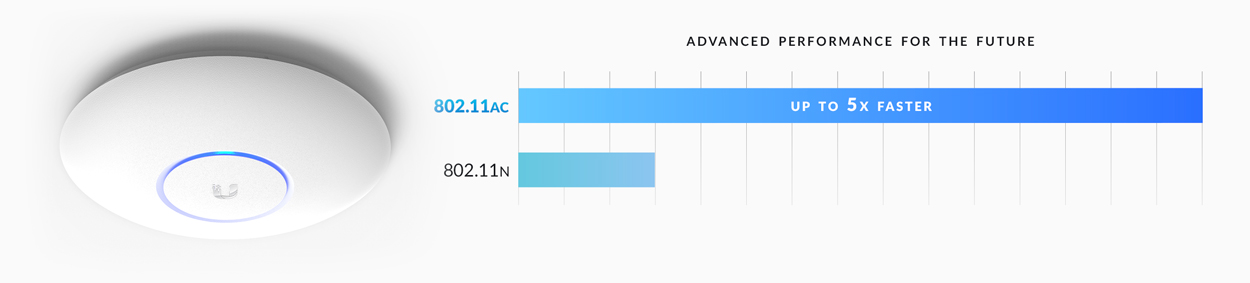 ADVANCED PERFORMANCE FOR THE FUTURE
802.11AC
UP TO 5X FASTER
802.11N